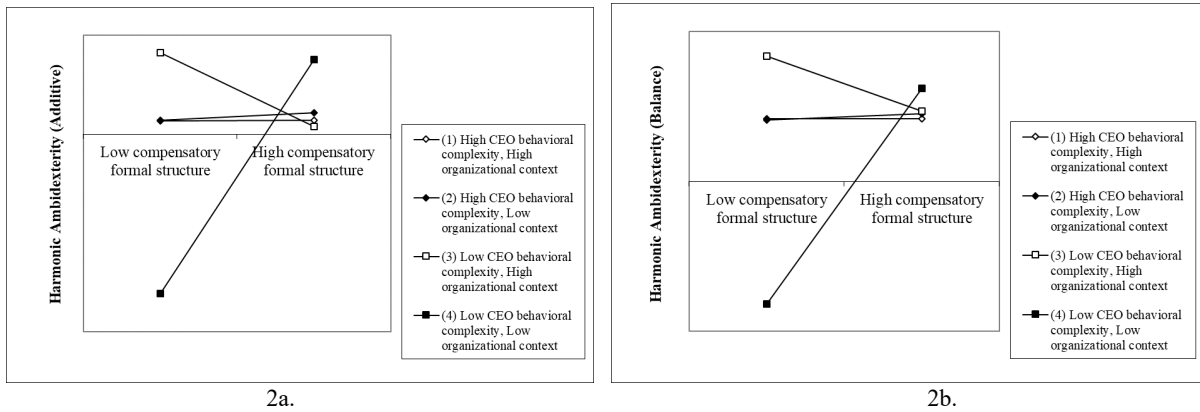 Harmonic Ambidexterity (Additive)
Low compensatory
formal structure
High compensatory
formal structure
(1) High CEO behavioral
complexity, High
organizational context
(2) High CEO behavioral
complexity, Low
organizational context
(3) Low CEO behavioral
complexity, High
organizational context
(4) Low CEO behavioral
complexity, Low
organizational context
2a.
Harmonic Ambidexterity (Balance)
Low compensatory
formal structure
High compensatory
formal structure
(1) High CEO behavioral
complexity, High
organizational context
(2) High CEO behavioral
complexity, Low
organizational context
(3) Low CEO behavioral
complexity, High
organizational context
(4) Low CEO behavioral
complexity, Low
organizational context
2b.